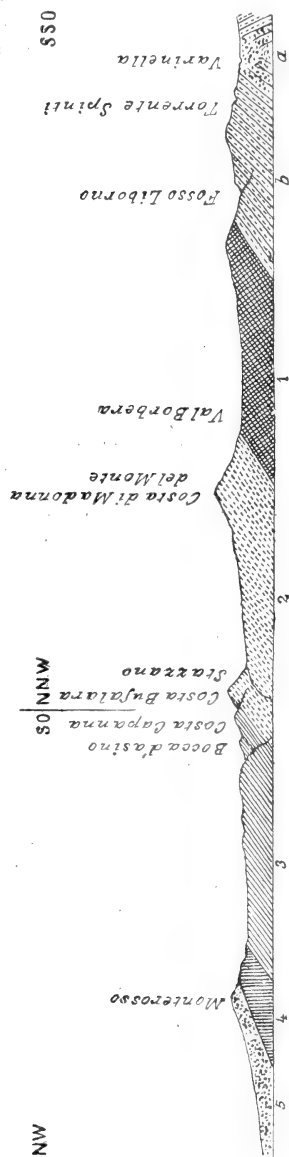 NW
SO NNW
SSO
Monterosso
Bocca d'asino
Costa Capanna
Costa Bufalara
Stazzano
Costa di Madonna
del Monte
Val Borbera
Fosso Liborno
Torrente Spinti
Varinella
5
4
3
2
1
b
a